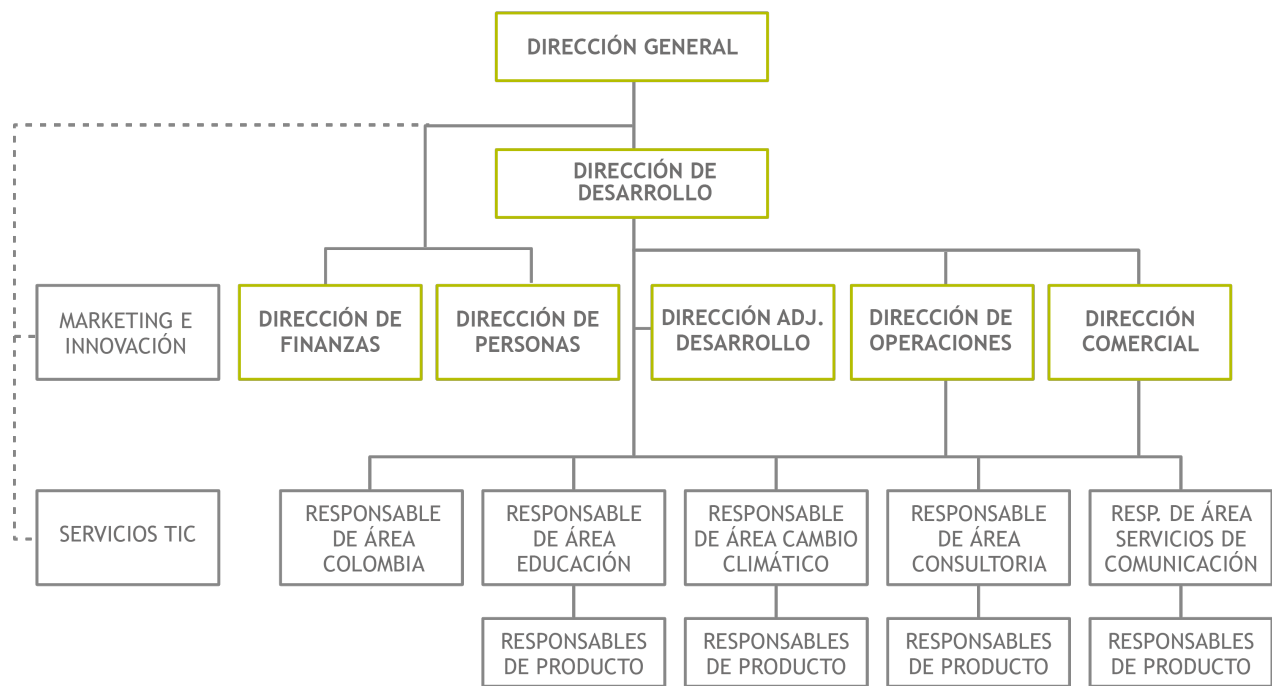 DIRECCIÓN GENERAL
DIRECCIÓN DE
DESARROLLO
MARKETING E
INNOVACIÓN
DIRECCIÓN DE
FINANZAS
DIRECCIÓN DE
PERSONAS
DIRECCIÓN ADJ.
DESARROLLO
DIRECCIÓN DE
OPERACIONES
DIRECCIÓN
COMERCIAL
SERVICIOS TIC
RESPONSABLE
DE ÁREA
COLOMBIA
RESPONSABLE
DE ÁREA
EDUCACIÓN
RESPONSABLE
DE ÁREA CAMBIO
CLIMÁTICO
RESPONSABLE
DE ÁREA
CONSULTORIA
RESP. DE ÁREA
SERVICIOS DE
COMUNICACIÓN
RESPONSABLES
DE PRODUCTO
RESPONSABLES
DE PRODUCTO
RESPONSABLES
DE PRODUCTO
RESPONSABLES
DE PRODUCTO